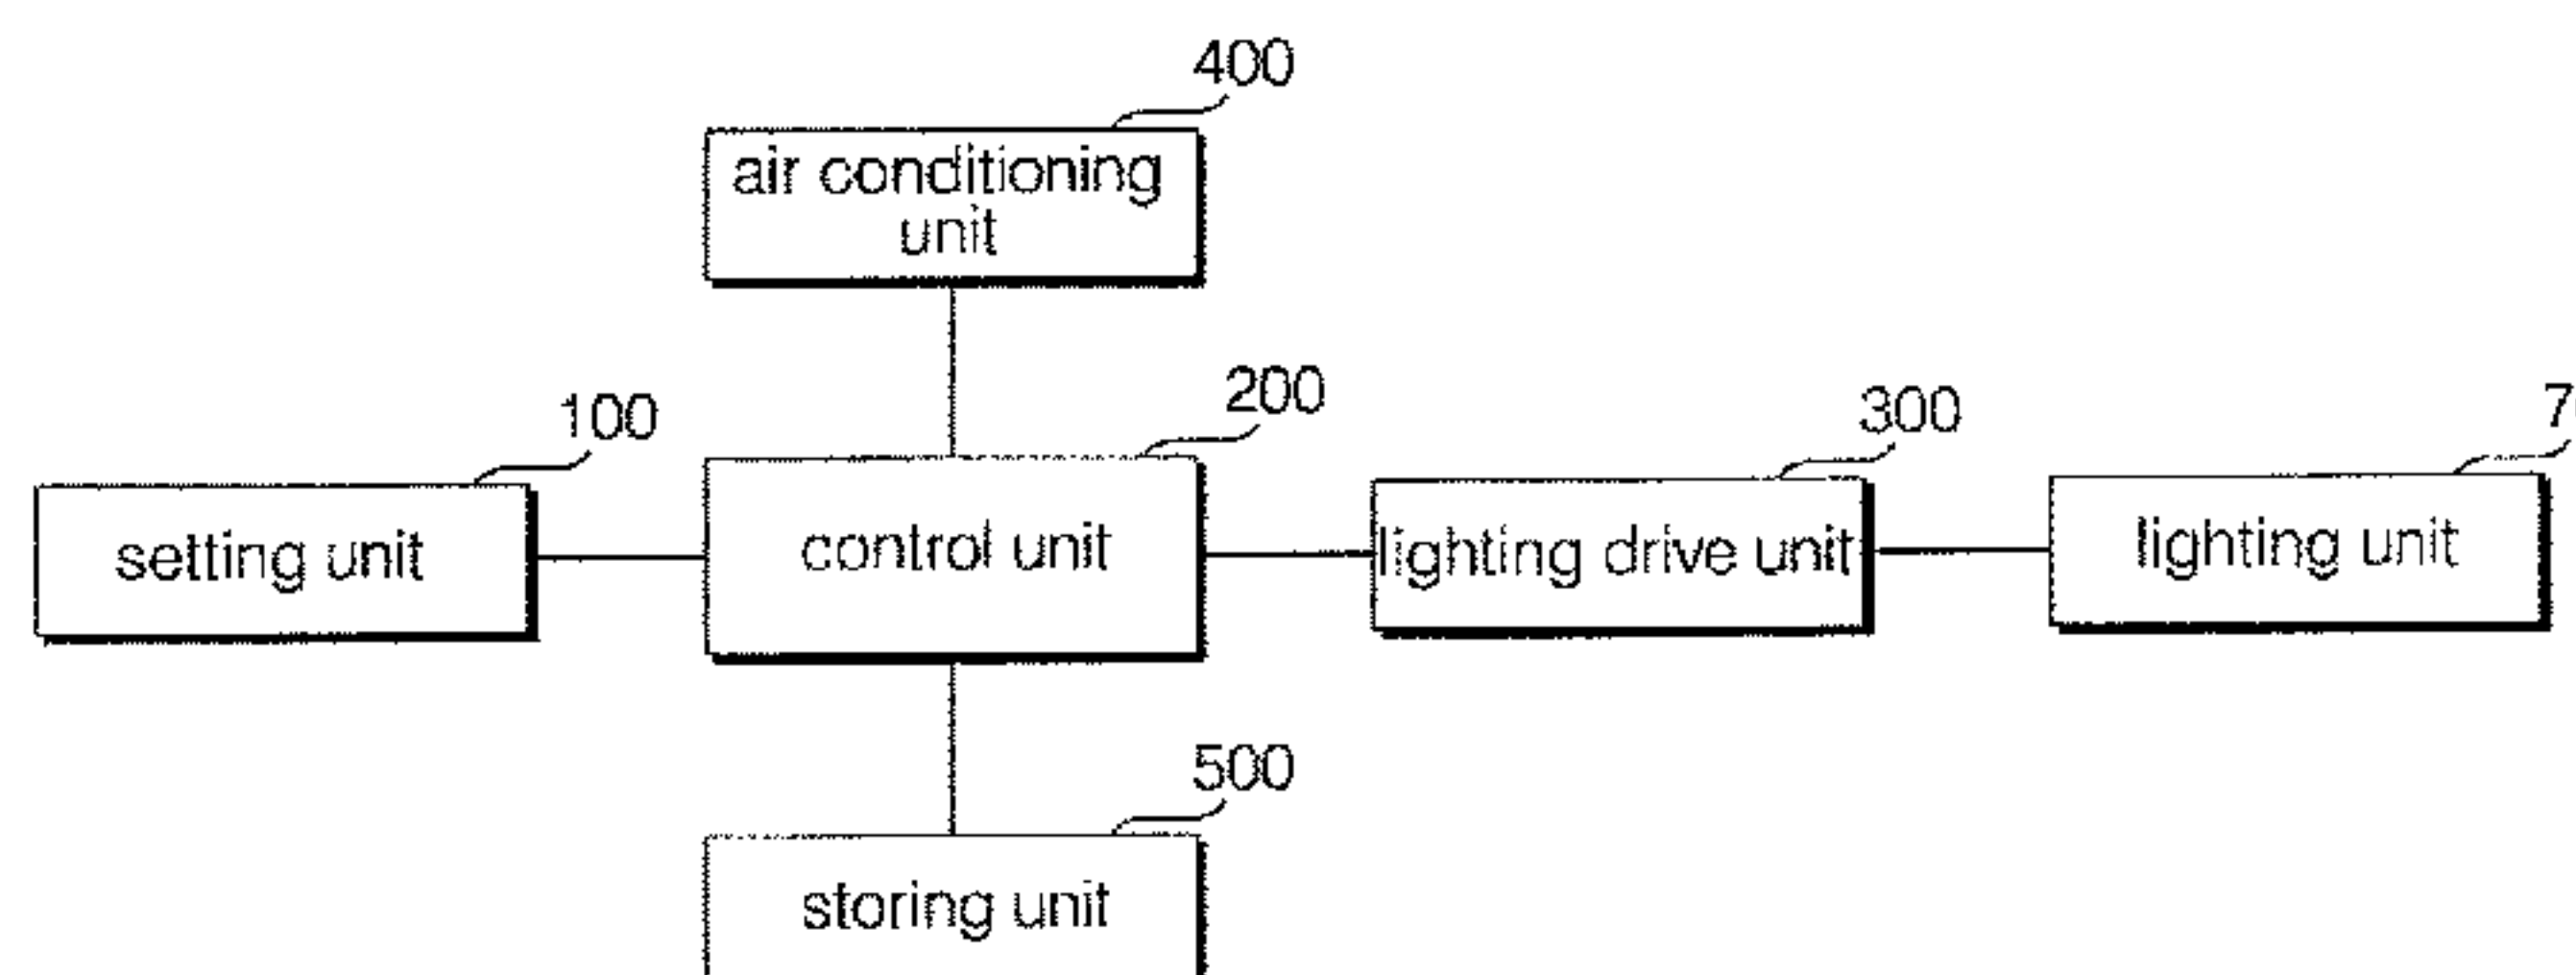 400
air conditioning
unit
100
200
300
setting unit
control unit
lighting drive unit
lighting unit
500
storing unit